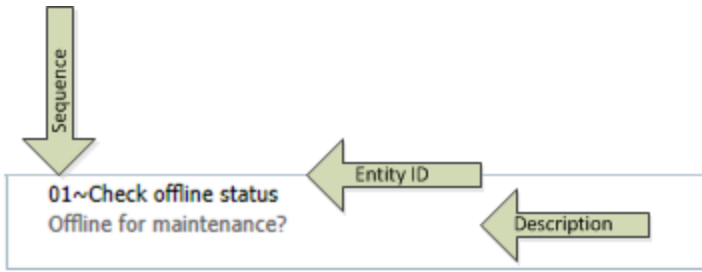 Sequence
Entity ID
01~Check offline status
Offline for maintenance?
Description